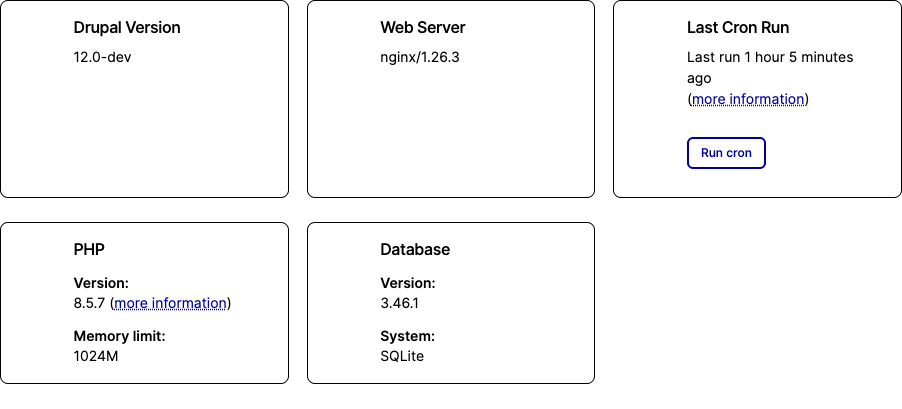 Drupal Version
12.0-dev
Web Server
nginx/1.26.3
Last Cron Run
Last run 1 hour 5 minutes
ago
(more information)
Run cron
PHP
Version:
8.5.7 (more information)
Memory limit:
1024M
Database
Version:
3.46.1
System:
SQLite